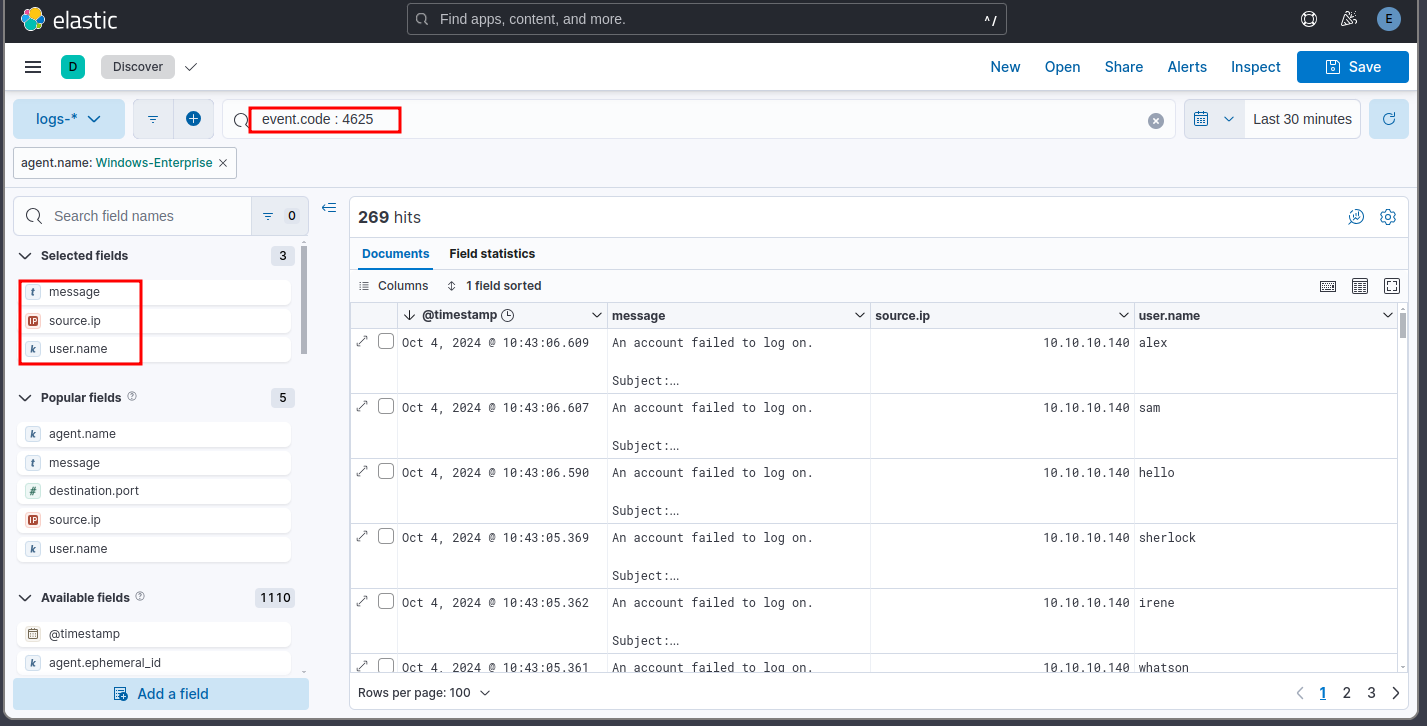 elastic
Find apps, content, and more.
^/
E
D
Discover
New
Open
Share
Alerts
Inspect
Save
logs-*
event.code : 4625
Last 30 minutes
agent.name: Windows-Enterprise
Search field names
0
Selected fields
3
t message
IP source.ip
k user.name
Popular fields
5
k agent.name
t message
# destination.port
IP source.ip
k user.name
Available fields
1110
@timestamp
k agent.ephemeral_id
Add a field
269 hits
Documents Field statistics
Columns 1 field sorted
@timestamp message source.ip user.name
Oct 4, 2024 @ 10:43:06.609 An account failed to log on. 10.10.10.140 alex
Subject:…
Oct 4, 2024 @ 10:43:06.607 An account failed to log on. 10.10.10.140 sam
Subject:…
Oct 4, 2024 @ 10:43:06.590 An account failed to log on. 10.10.10.140 hello
Subject:…
Oct 4, 2024 @ 10:43:05.369 An account failed to log on. 10.10.10.140 sherlock
Subject:…
Oct 4, 2024 @ 10:43:05.362 An account failed to log on. 10.10.10.140 irene
Subject:…
Oct 4, 2024 @ 10:43:05.361 An account failed to log on. 10.10.10.140 whatson
Rows per page: 100
1 2 3